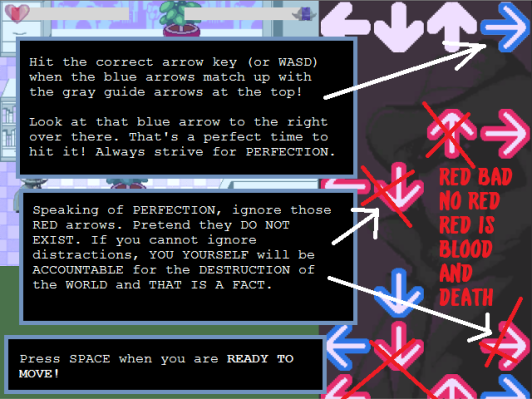 Hit the correct arrow key (or WASD)
when the blue arrows match up with
the gray guide arrows at the top!
Look at that blue arrow to the right
over there. That's a perfect time to
hit it! Always strive for PERFECTION.
Speaking of PERFECTION, ignore those
RED arrows. Pretend they DO NOT
EXIST. If you cannot ignore
distractions, YOU YOURSELF will be
ACCOUNTABLE for the DESTRUCTION of
the WORLD and THAT IS A FACT.
RED BAD
NO RED
RED IS
BLOOD
AND
DEATH
Press SPACE when you are READY TO
MOVE!